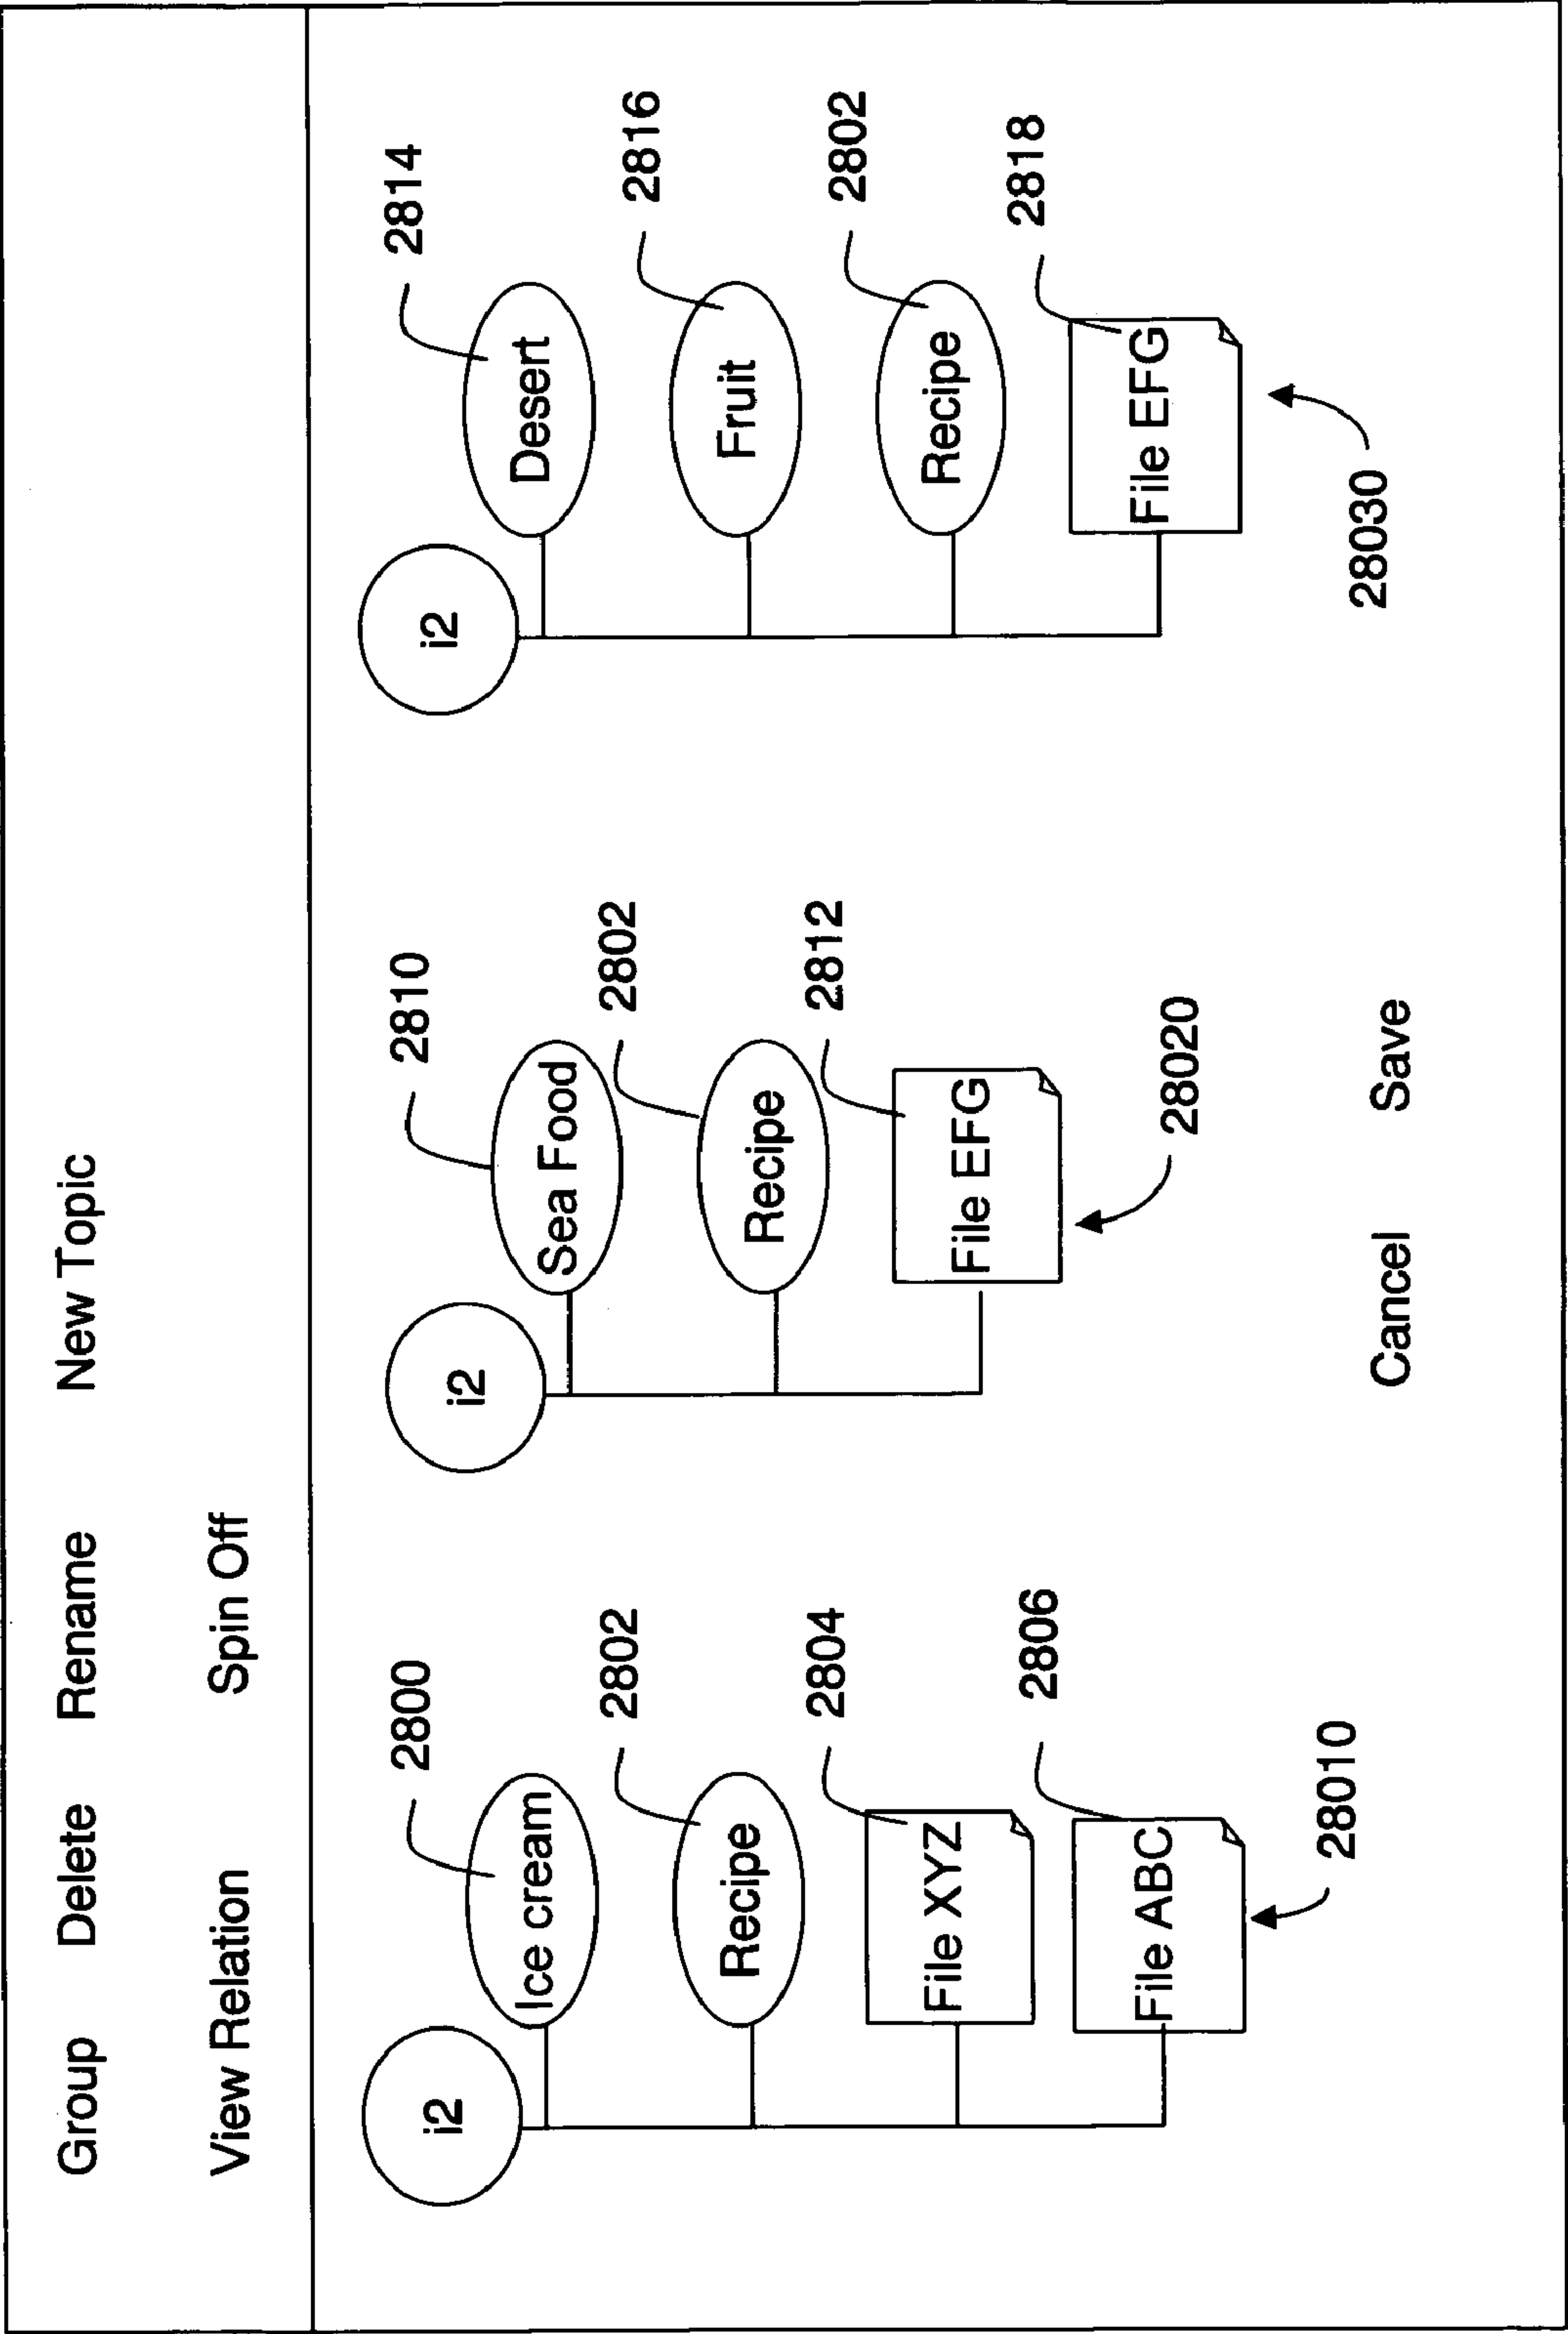 Group Delete Rename New Topic
View Relation Spin Off
i2
Ice cream
2800
Recipe
2802
File XYZ
2804
File ABC
2806
28010
i2
Sea Food
2810
Recipe
2802
File EFG
2812
28020
i2
Desert
2814
Fruit
2816
Recipe
2802
File EFG
2818
28030
Cancel Save